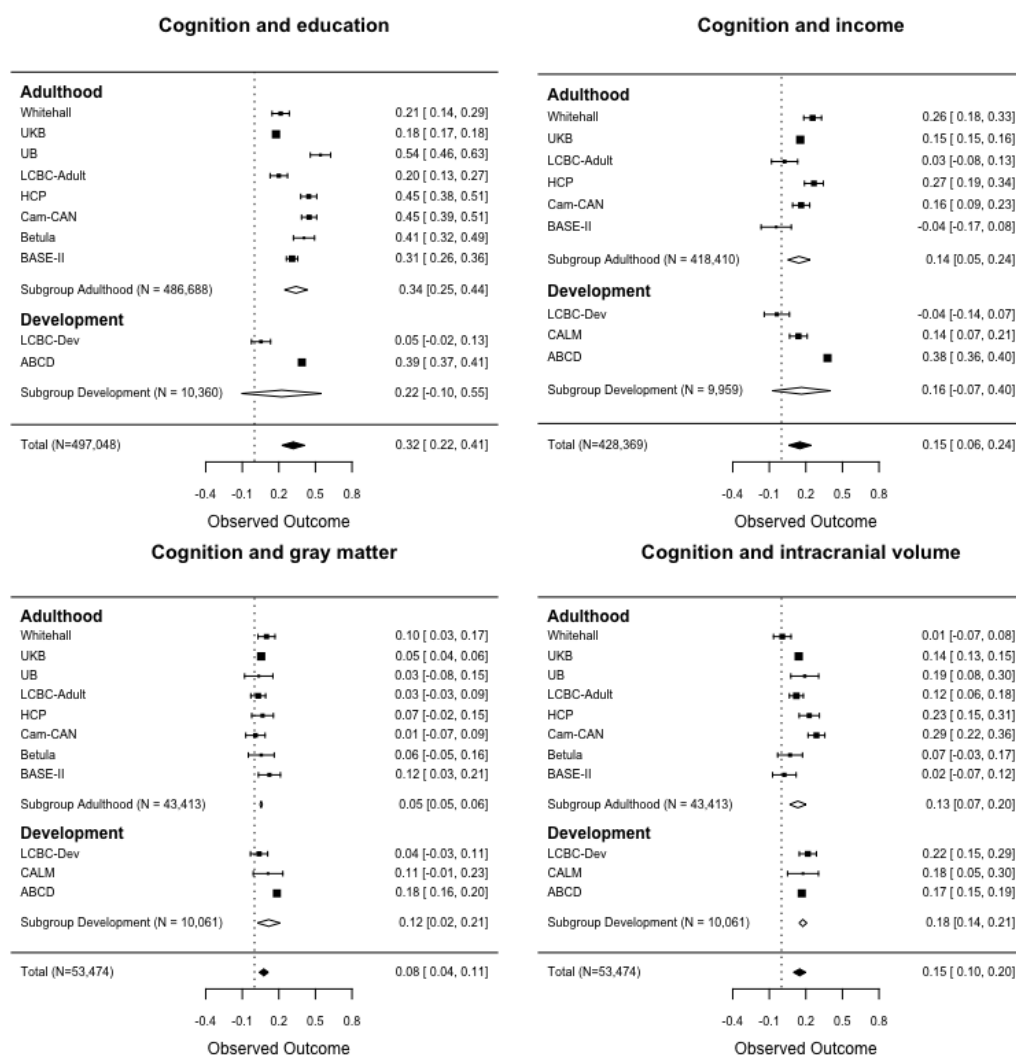 Cognition and education
Adulthood
Whitehall 0.21 [ 0.14, 0.29]
UKB 0.18 [ 0.17, 0.18]
UB 0.54 [ 0.46, 0.63]
LCBC-Adult 0.20 [ 0.13, 0.27]
HCP 0.45 [ 0.38, 0.51]
Cam-CAN 0.45 [ 0.39, 0.51]
Betula 0.41 [ 0.32, 0.49]
BASE-II 0.31 [ 0.26, 0.36]
Subgroup Adulthood (N = 486,688) 0.34 [0.25, 0.44]
Development
LCBC-Dev 0.05 [ -0.02, 0.13]
ABCD 0.39 [ 0.37, 0.41]
Subgroup Development (N = 10,360) 0.22 [-0.10, 0.55]
Total (N=497,048) 0.32 [ 0.22, 0.41]
-0.4 -0.1 0.2 0.5 0.8
Observed Outcome
Cognition and income
Adulthood
Whitehall 0.26 [ 0.18, 0.33]
UKB 0.15 [ 0.15, 0.16]
LCBC-Adult 0.03 [-0.08, 0.13]
HCP 0.27 [ 0.19, 0.34]
Cam-CAN 0.16 [ 0.09, 0.23]
BASE-II -0.04 [-0.17, 0.08]
Subgroup Adulthood (N = 418,410) 0.14 [ 0.05, 0.24]
Development
LCBC-Dev -0.04 [ -0.14, 0.07]
CALM 0.14 [ 0.07, 0.21]
ABCD 0.38 [ 0.36, 0.40]
Subgroup Development (N = 9,959) 0.16 [-0.07, 0.40]
Total (N=428,369) 0.15 [ 0.06, 0.24]
-0.4 -0.1 0.2 0.5 0.8
Observed Outcome
Cognition and gray matter
Adulthood
Whitehall 0.10 [ 0.03, 0.17]
UKB 0.05 [ 0.04, 0.06]
UB 0.03 [ -0.08, 0.15]
LCBC-Adult 0.03 [ -0.03, 0.09]
HCP 0.07 [ -0.02, 0.15]
Cam-CAN 0.01 [-0.07, 0.09]
Betula 0.06 [ -0.05, 0.16]
BASE-II 0.12 [ 0.03, 0.21]
Subgroup Adulthood (N = 43,413) 0.05 [0.05, 0.06]
Development
LCBC-Dev 0.04 [ -0.03, 0.11]
CALM 0.11 [ -0.01, 0.23]
ABCD 0.18 [ 0.16, 0.20]
Subgroup Development (N = 10,061) 0.12 [0.02, 0.21]
Total (N=53,474) 0.08 [ 0.04, 0.11]
-0.4 -0.1 0.2 0.5 0.8
Observed Outcome
Cognition and intracranial volume
Adulthood
Whitehall 0.01 [-0.07, 0.08]
UKB 0.14 [ 0.13, 0.15]
UB 0.19 [ 0.08, 0.30]
LCBC-Adult 0.12 [ 0.06, 0.18]
HCP 0.23 [ 0.15, 0.31]
Cam-CAN 0.29 [ 0.22, 0.36]
Betula 0.07 [ -0.03, 0.17]
BASE-II 0.02 [ -0.07, 0.12]
Subgroup Adulthood (N = 43,413) 0.13 [0.07, 0.20]
Development
LCBC-Dev 0.22 [ 0.15, 0.29]
CALM 0.18 [ 0.05, 0.30]
ABCD 0.17 [ 0.15, 0.19]
Subgroup Development (N = 10,061) 0.18 [0.14, 0.21]
Total (N=53,474) 0.15 [ 0.10, 0.20]
-0.4 -0.1 0.2 0.5 0.8
Observed Outcome